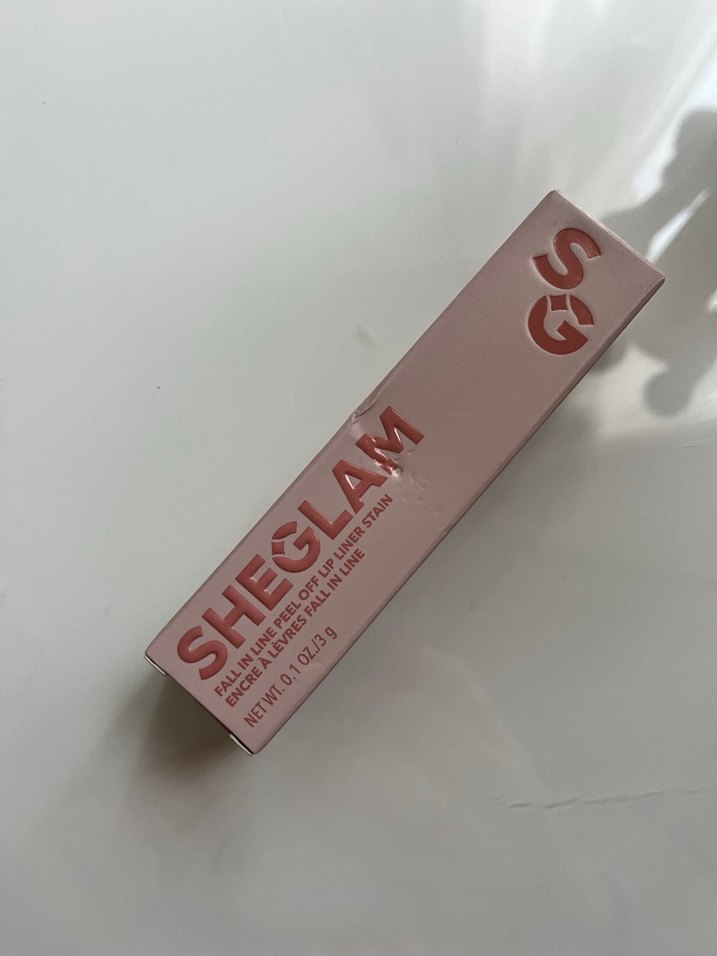 SG
SHEGLAM
FALL IN LINE PEEL OFF LIP LINER STAIN
ENCRE À LÈVRES FALL IN LINE
NET WT. 0.1 OZ./3 g